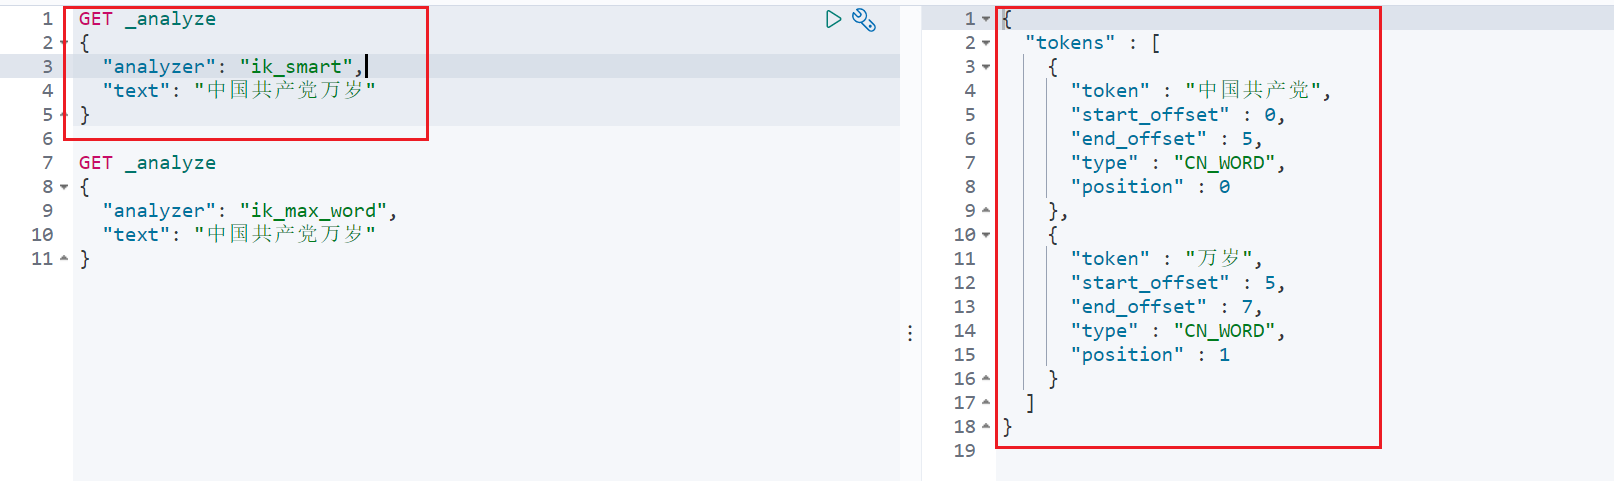 1 GET _analyze
2 {
3 "analyzer": "ik_smart",
4 "text": "中国共产党万岁"
5 }
6
7 GET _analyze
8 {
9 "analyzer": "ik_max_word",
10 "text": "中国共产党万岁"
11 }
1 {
2 "tokens" : [
3 {
4 "token" : "中国共产党",
5 "start_offset" : 0,
6 "end_offset" : 5,
7 "type" : "CN_WORD",
8 "position" : 0
9 },
10 {
11 "token" : "万岁",
12 "start_offset" : 5,
13 "end_offset" : 7,
14 "type" : "CN_WORD",
15 "position" : 1
16 }
17 ]
18 }
19